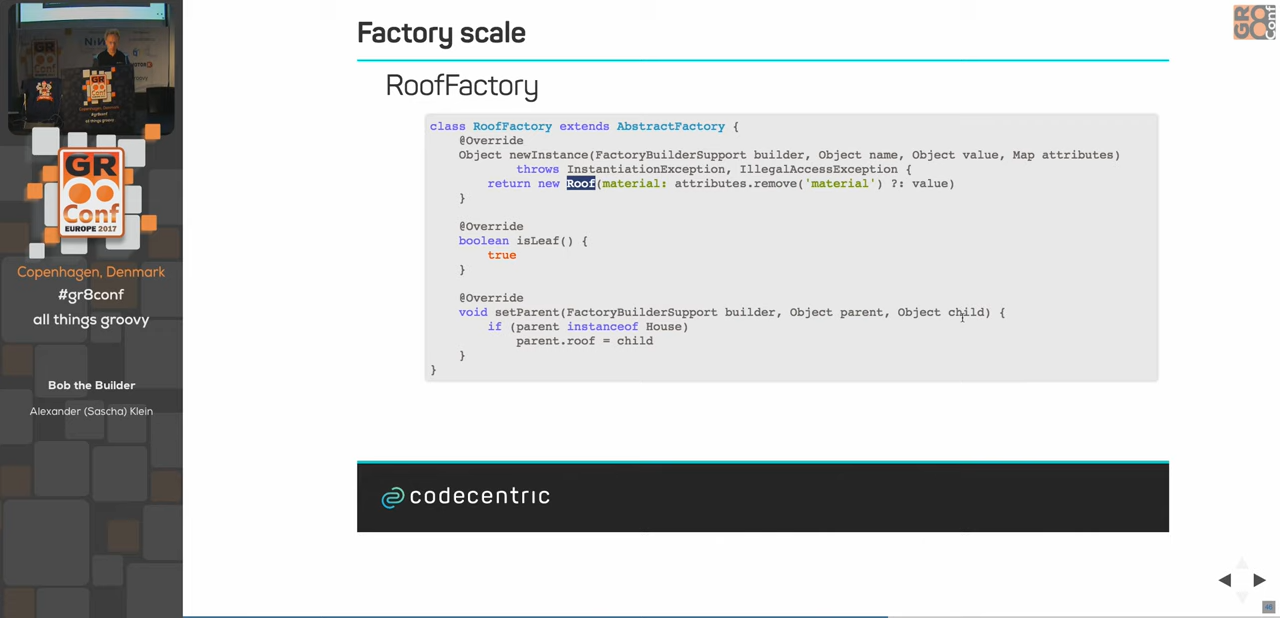 Factory scale
RoofFactory
class RoofFactory extends AbstractFactory {
@Override
Object newInstance(FactoryBuilderSupport builder, Object name, Object value, Map attributes)
throws InstantiationException, IllegalAccessException {
return new Roof(material: attributes.remove('material') ?: value)
}
@Override
boolean isLeaf() {
true
}
@Override
void setParent(FactoryBuilderSupport builder, Object parent, Object child) {
if (parent instanceof House)
parent.roof = child
}
}
codecentric
GR
Conf
EUROPE 2017
Copenhagen, Denmark
#gr8conf
all things groovy
Bob the Builder
Alexander (Sascha) Klein
GR8
Conf
46